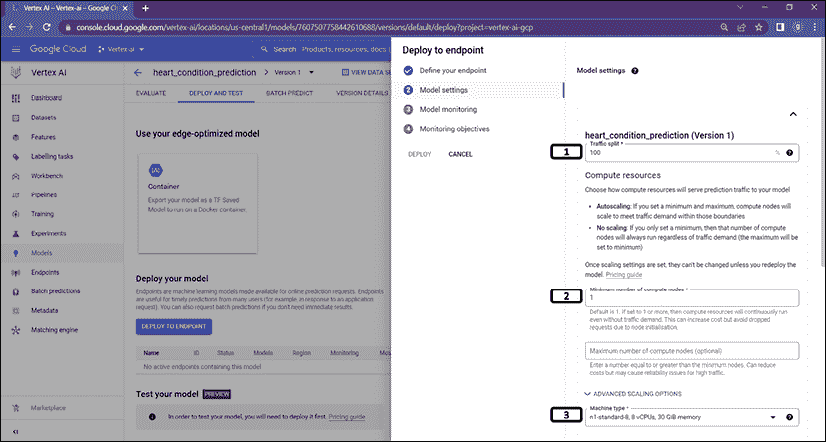 Vertex AI – Vertex-ai – Google Cl
console.cloud.google.com/vertex-ai/locations/us-central1/models/7607507758442610688/versions/default/deploy?project=vertex-ai-gcp
Google Cloud
Vertex-ai
Search Products, resources, docs (
Vertex AI
Dashboard
Datasets
Features
Labelling tasks
Workbench
Pipelines
Training
Experiments
Models
Endpoints
Batch predictions
Metadata
Matching engine
Marketplace
heart_condition_prediction
Version 1
VIEW DATA SE
EVALUATE
DEPLOY AND TEST
BATCH PREDICT
VERSION DETAILS
Use your edge-optimized model
Container
Export your model as a TF Saved
Model to run on a Docker container.
Deploy your model
Endpoints are machine learning models made available for online prediction requests. Endpoints
are useful for timely predictions from many users (for example, in response to an application
request). You can also request batch predictions if you don't need immediate results.
DEPLOY TO ENDPOINT
Name
ID
Status
Models
Region
Monitoring
Mos
No active endpoints containing this model
Test your model PREVIEW
In order to test your model, you will need to deploy it first. Pricing guide
Deploy to endpoint
Define your endpoint
2 Model settings
3 Model monitoring
4 Monitoring objectives
DEPLOY
CANCEL
Model settings
heart_condition_prediction (Version 1)
1
Traffic split *
100
%
Compute resources
Choose how compute resources will serve prediction traffic to your model
• Autoscaling: If you set a minimum and maximum, compute nodes will
scale to meet traffic demand within those boundaries
• No scaling: If you only set a minimum, then that number of compute
nodes will always run regardless of traffic demand (the maximum will be
set to minimum)
Once scaling settings are set, they can't be changed unless you redeploy the
model. Pricing guide
2
Minimum number of compute nodes *
1
Default is 1. If set to 1 or more, then compute resources will continuously run
even without traffic demand. This can increase cost but avoid dropped
requests due to node initialisation.
Maximum number of compute nodes (optional)
Enter a number equal to or greater than the minimum nodes. Can reduce
costs but may cause reliability issues for high traffic.
ADVANCED SCALING OPTIONS
3
Machine type *
n1-standard-8, 8 vCPUs, 30 GiB memory